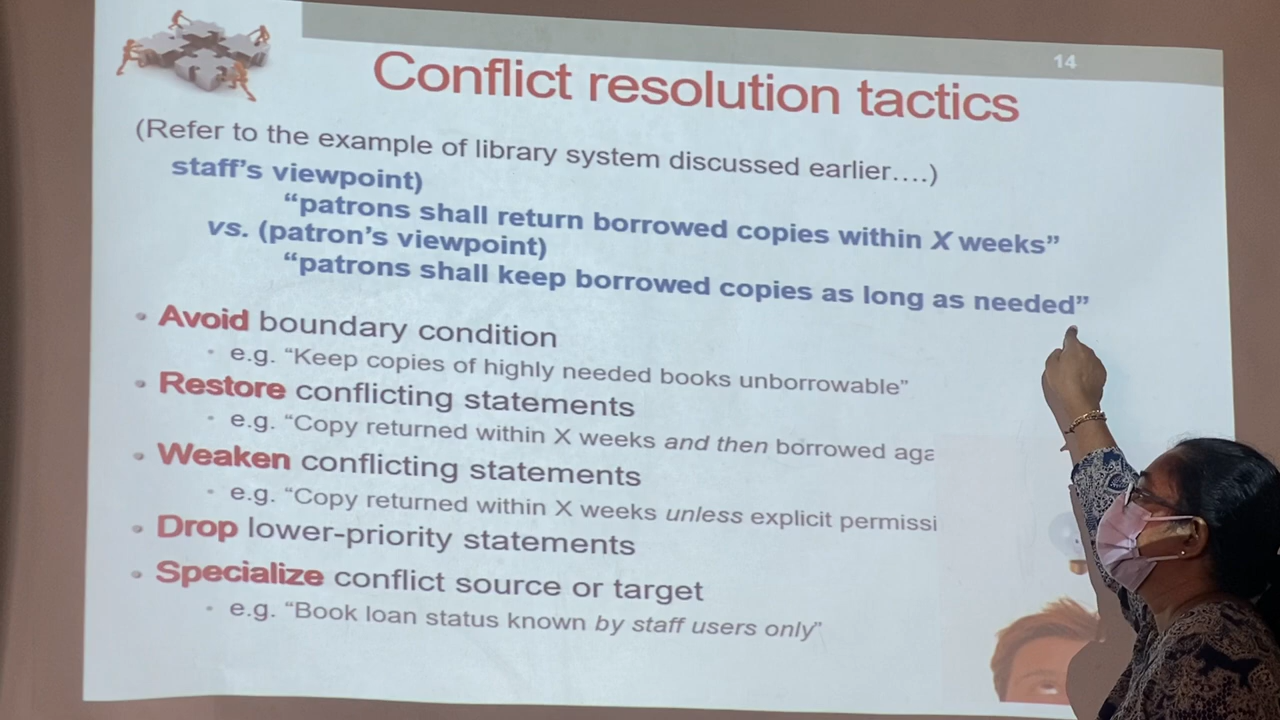 14
Conflict resolution tactics
(Refer to the example of library system discussed earlier….)
staff’s viewpoint)
“patrons shall return borrowed copies within X weeks”
vs. (patron’s viewpoint)
“patrons shall keep borrowed copies as long as needed”
• Avoid boundary condition
• e.g. “Keep copies of highly needed books unborrowable”
• Restore conflicting statements
• e.g. “Copy returned within X weeks and then borrowed aga
• Weaken conflicting statements
• e.g. “Copy returned within X weeks unless explicit permissi
• Drop lower-priority statements
• Specialize conflict source or target
• e.g. “Book loan status known by staff users only”